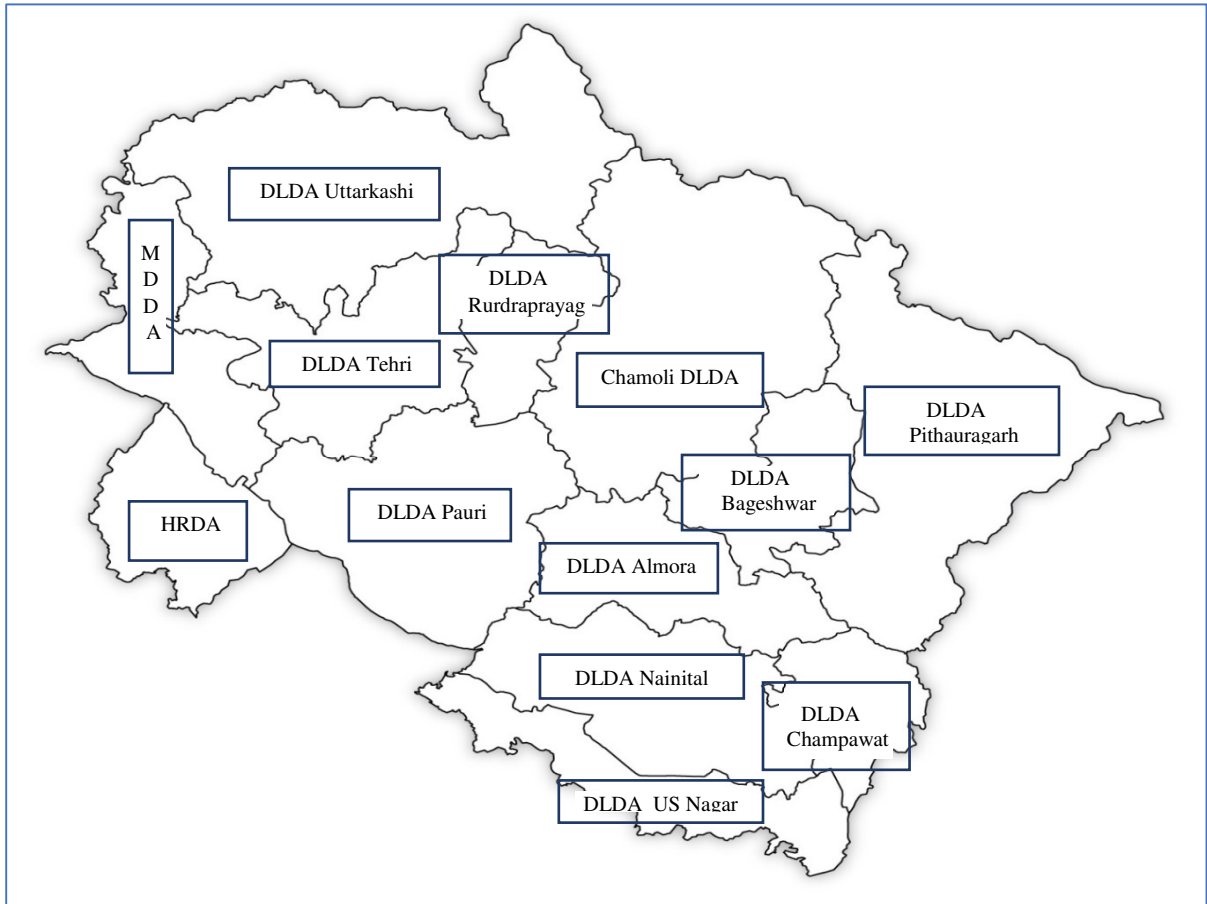 DLDA Uttarkashi
M
D
D
A
DLDA
Rurdraprayag
DLDA Tehri
Chamoli DLDA
DLDA
Pithauragarh
DLDA
Bageshwar
DLDA Pauri
HRDA
DLDA Almora
DLDA Nainital
DLDA
Champawat
DLDA US Nagar